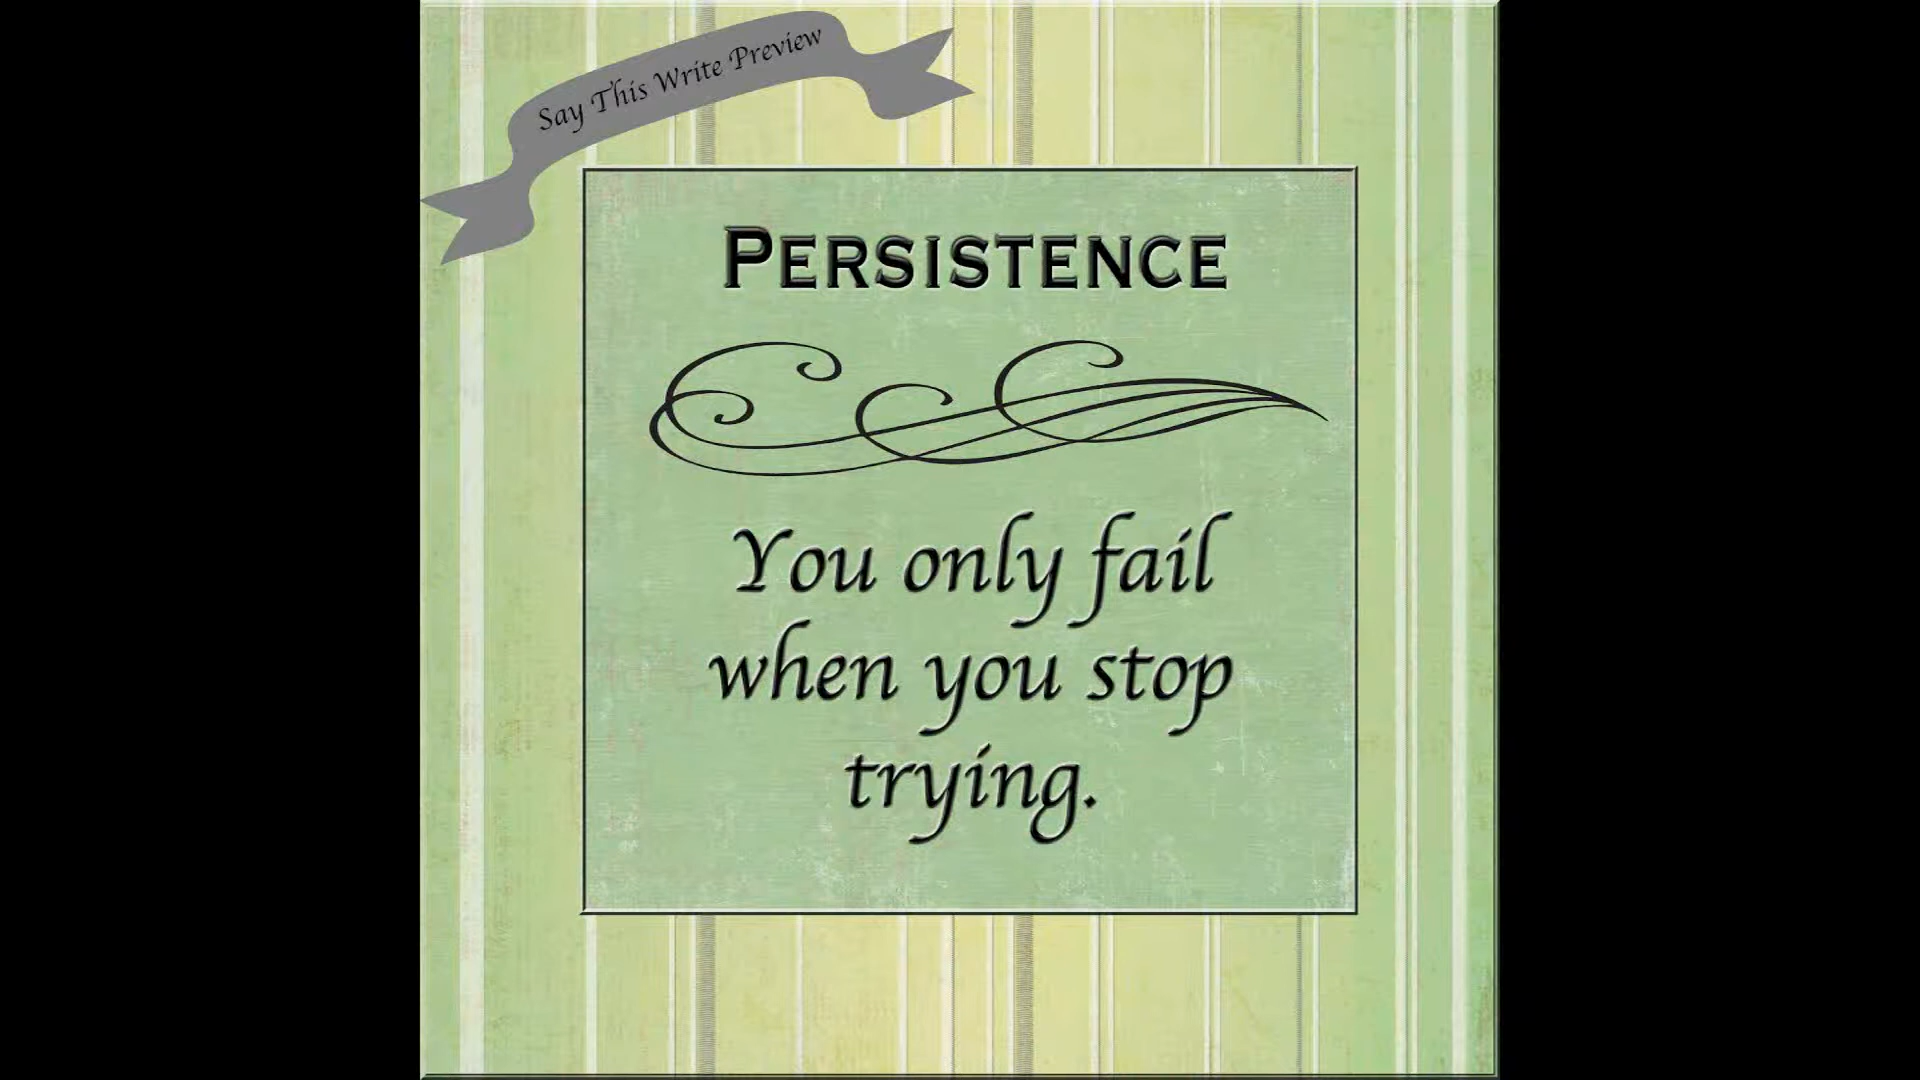 Say This Write Preview
PERSISTENCE
You only fail
when you stop
trying.